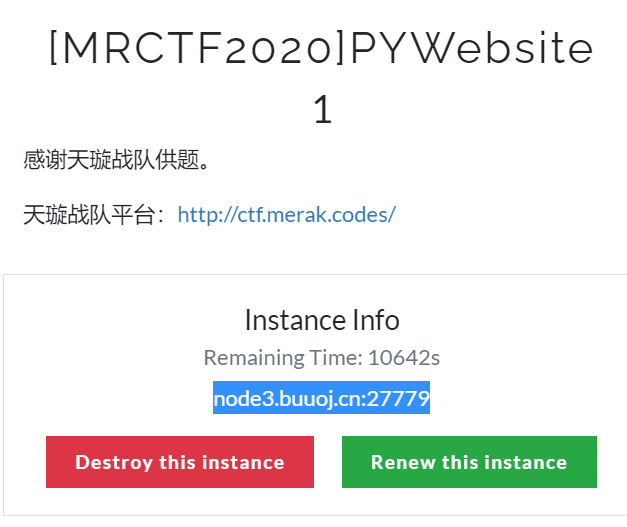 [MRCTF2020]PYWebsite
1
感谢天璇战队供题。
天璇战队平台：http://ctf.merak.codes/
Instance Info
Remaining Time: 10642s
node3.buuoj.cn:27779
Destroy this instance
Renew this instance